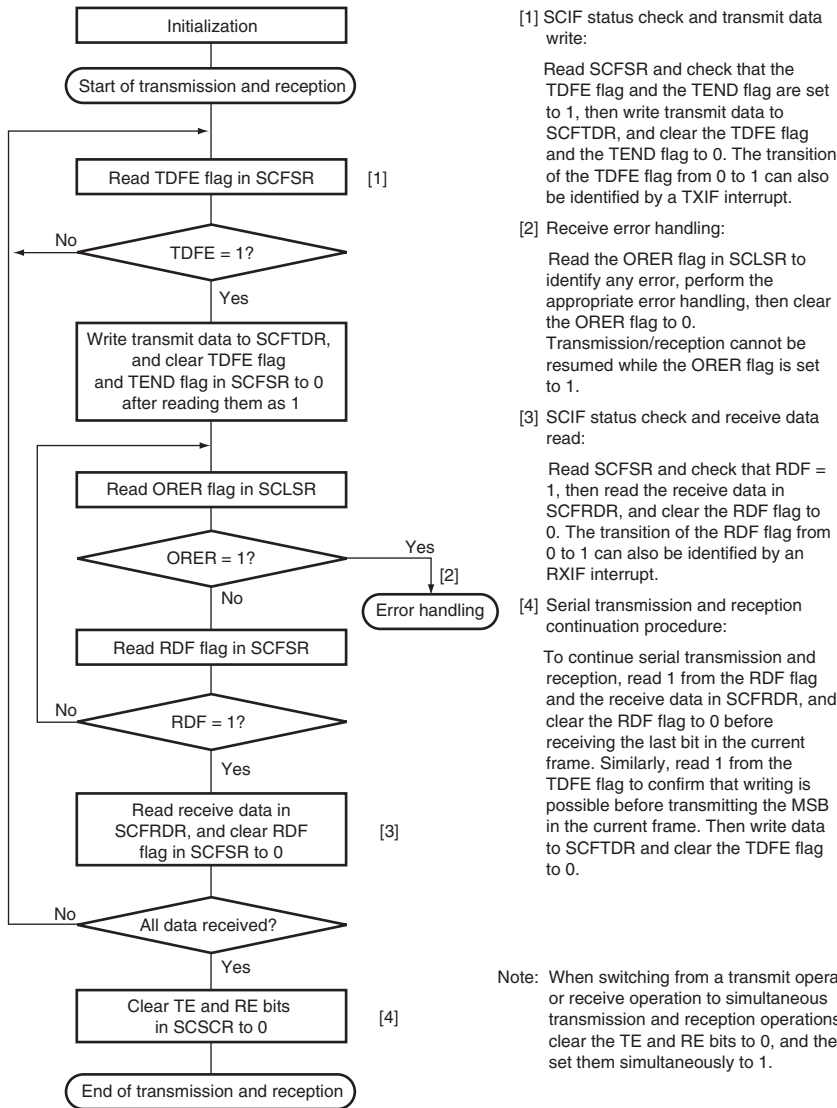 Initialization
Start of transmission and reception
Read TDFE flag in SCFSR
[1]
No
TDFE = 1?
Yes
Write transmit data to SCFTDR,
and clear TDFE flag
and TEND flag in SCFSR to 0
after reading them as 1
Read ORER flag in SCLSR
ORER = 1?
Yes
[2]
No
Error handling
Read RDF flag in SCFSR
No
RDF = 1?
Yes
Read receive data in
SCFRDR, and clear RDF
flag in SCFSR to 0
[3]
No
All data received?
Yes
Clear TE and RE bits
in SCSCR to 0
[4]
End of transmission and reception
[1] SCIF status check and transmit data
write:
Read SCFSR and check that the
TDFE flag and the TEND flag are set
to 1, then write transmit data to
SCFTDR, and clear the TDFE flag
and the TEND flag to 0. The transition
of the TDFE flag from 0 to 1 can also
be identified by a TXIF interrupt.
[2] Receive error handling:
Read the ORER flag in SCLSR to
identify any error, perform the
appropriate error handling, then clear
the ORER flag to 0.
Transmission/reception cannot be
resumed while the ORER flag is set
to 1.
[3] SCIF status check and receive data
read:
Read SCFSR and check that RDF =
1, then read the receive data in
SCFRDR, and clear the RDF flag to
0. The transition of the RDF flag from
0 to 1 can also be identified by an
RXIF interrupt.
[4] Serial transmission and reception
continuation procedure:
To continue serial transmission and
reception, read 1 from the RDF flag
and the receive data in SCFRDR, and
clear the RDF flag to 0 before
receiving the last bit in the current
frame. Similarly, read 1 from the
TDFE flag to confirm that writing is
possible before transmitting the MSB
in the current frame. Then write data
to SCFTDR and clear the TDFE flag
to 0.
Note: When switching from a transmit opera
or receive operation to simultaneous
transmission and reception operations
clear the TE and RE bits to 0, and the
set them simultaneously to 1.